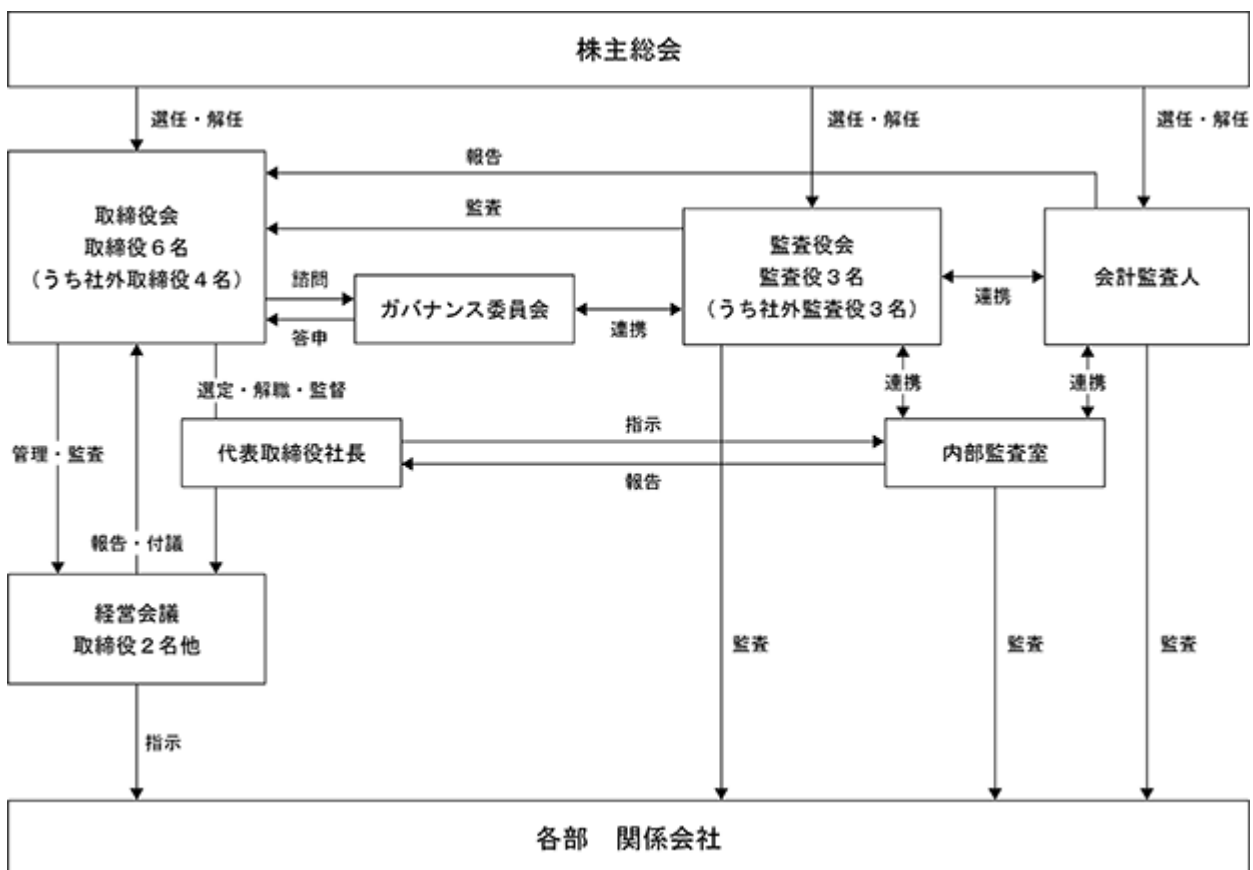 株主総会
選任・解任
選任・解任
選任・解任
報告
監査
取締役会
取締役６名
（うち社外取締役４名）
監査役会
監査役３名
（うち社外監査役３名）
会計監査人
諮問
ガバナンス委員会
答申
連携
連携
連携
連携
選定・解職・監督
管理・監査
代表取締役社長
指示
報告
内部監査室
報告・付議
経営会議
取締役２名他
監査
監査
監査
指示
各部　関係会社